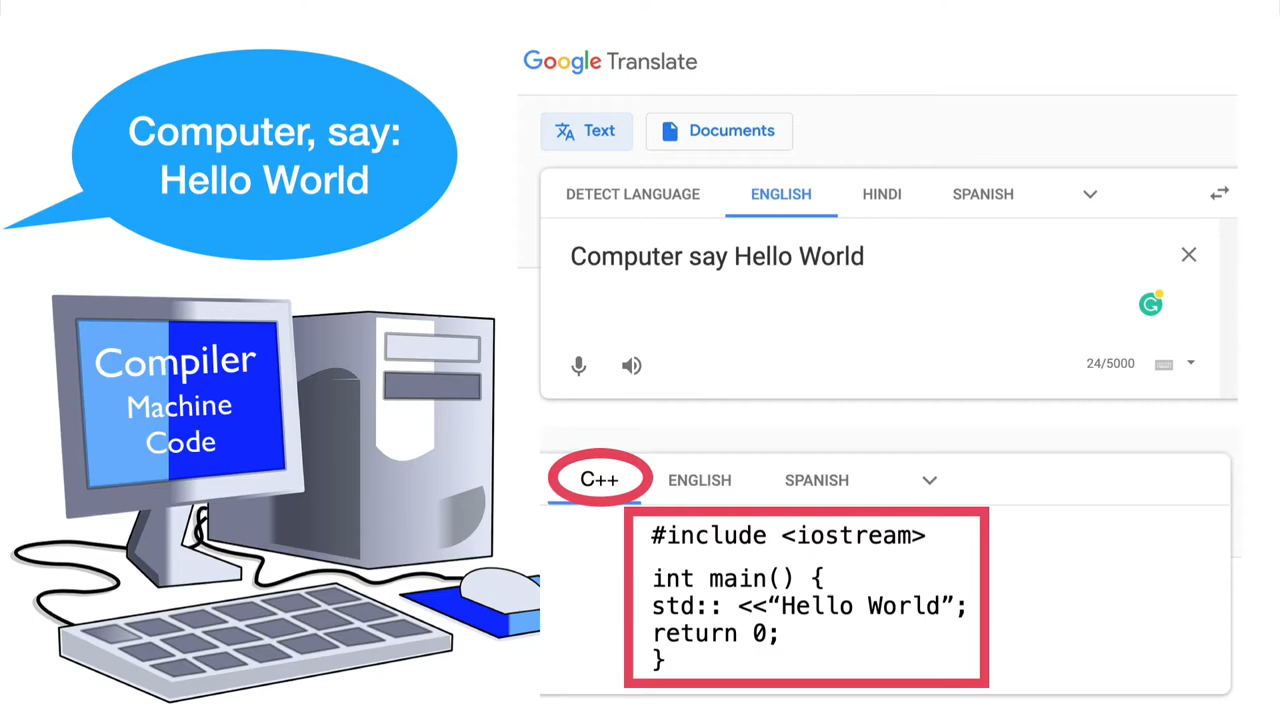 Computer, say:
Hello World
Compiler
Machine
Code
Google Translate
Text Documents
DETECT LANGUAGE ENGLISH HINDI SPANISH
Computer say Hello World
24/5000
C++ ENGLISH SPANISH
#include <iostream>
int main() {
std:: <<“Hello World”;
return 0;
}